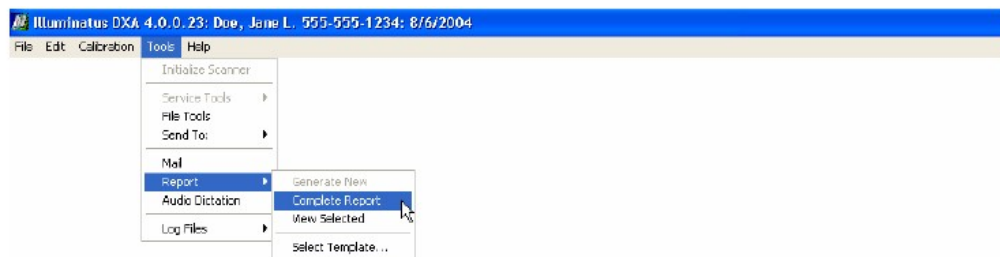 Illuminatus DXA 4.0.0.23: Doe, Jane L. 555-555-1234: 8/6/2004
File Edit Calibration Tools Help
Initialize Scanner
Service Tools
File Tools
Send To:
Mail
Report
Generate New
Audio Dictation
Complete Report
View Selected
Log Files
Select Template...